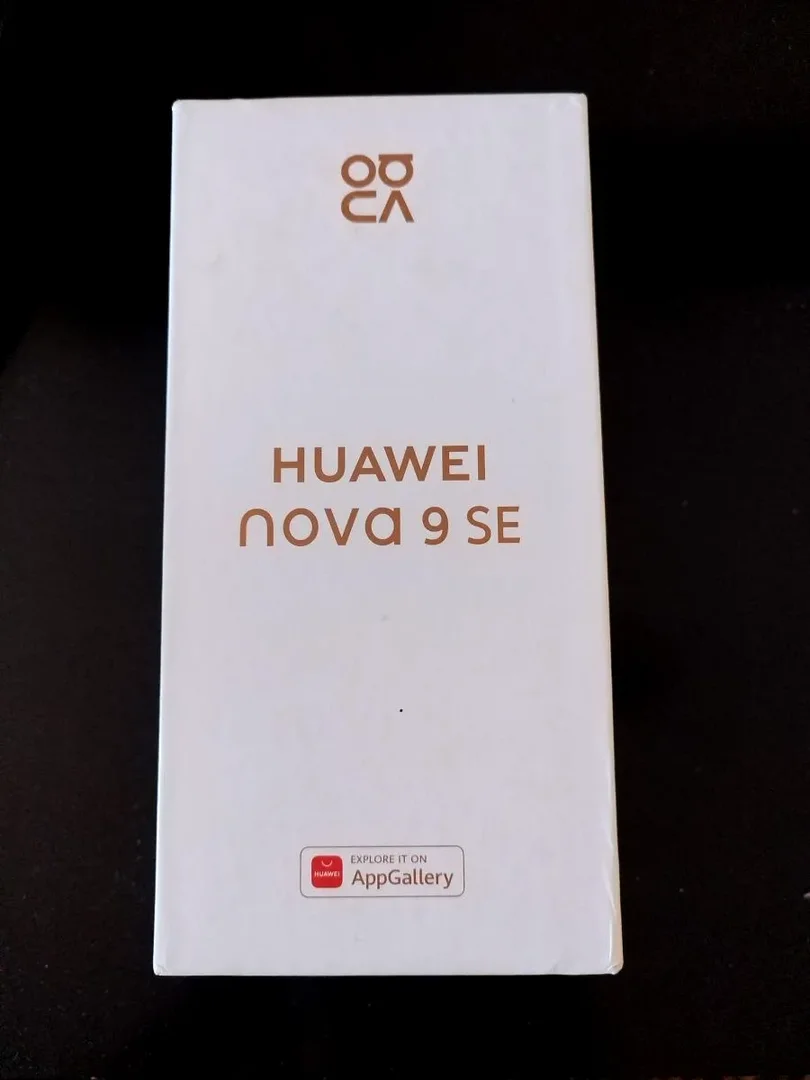 HUAWEI
nova 9 SE
EXPLORE IT ON
HUAWEI
AppGallery